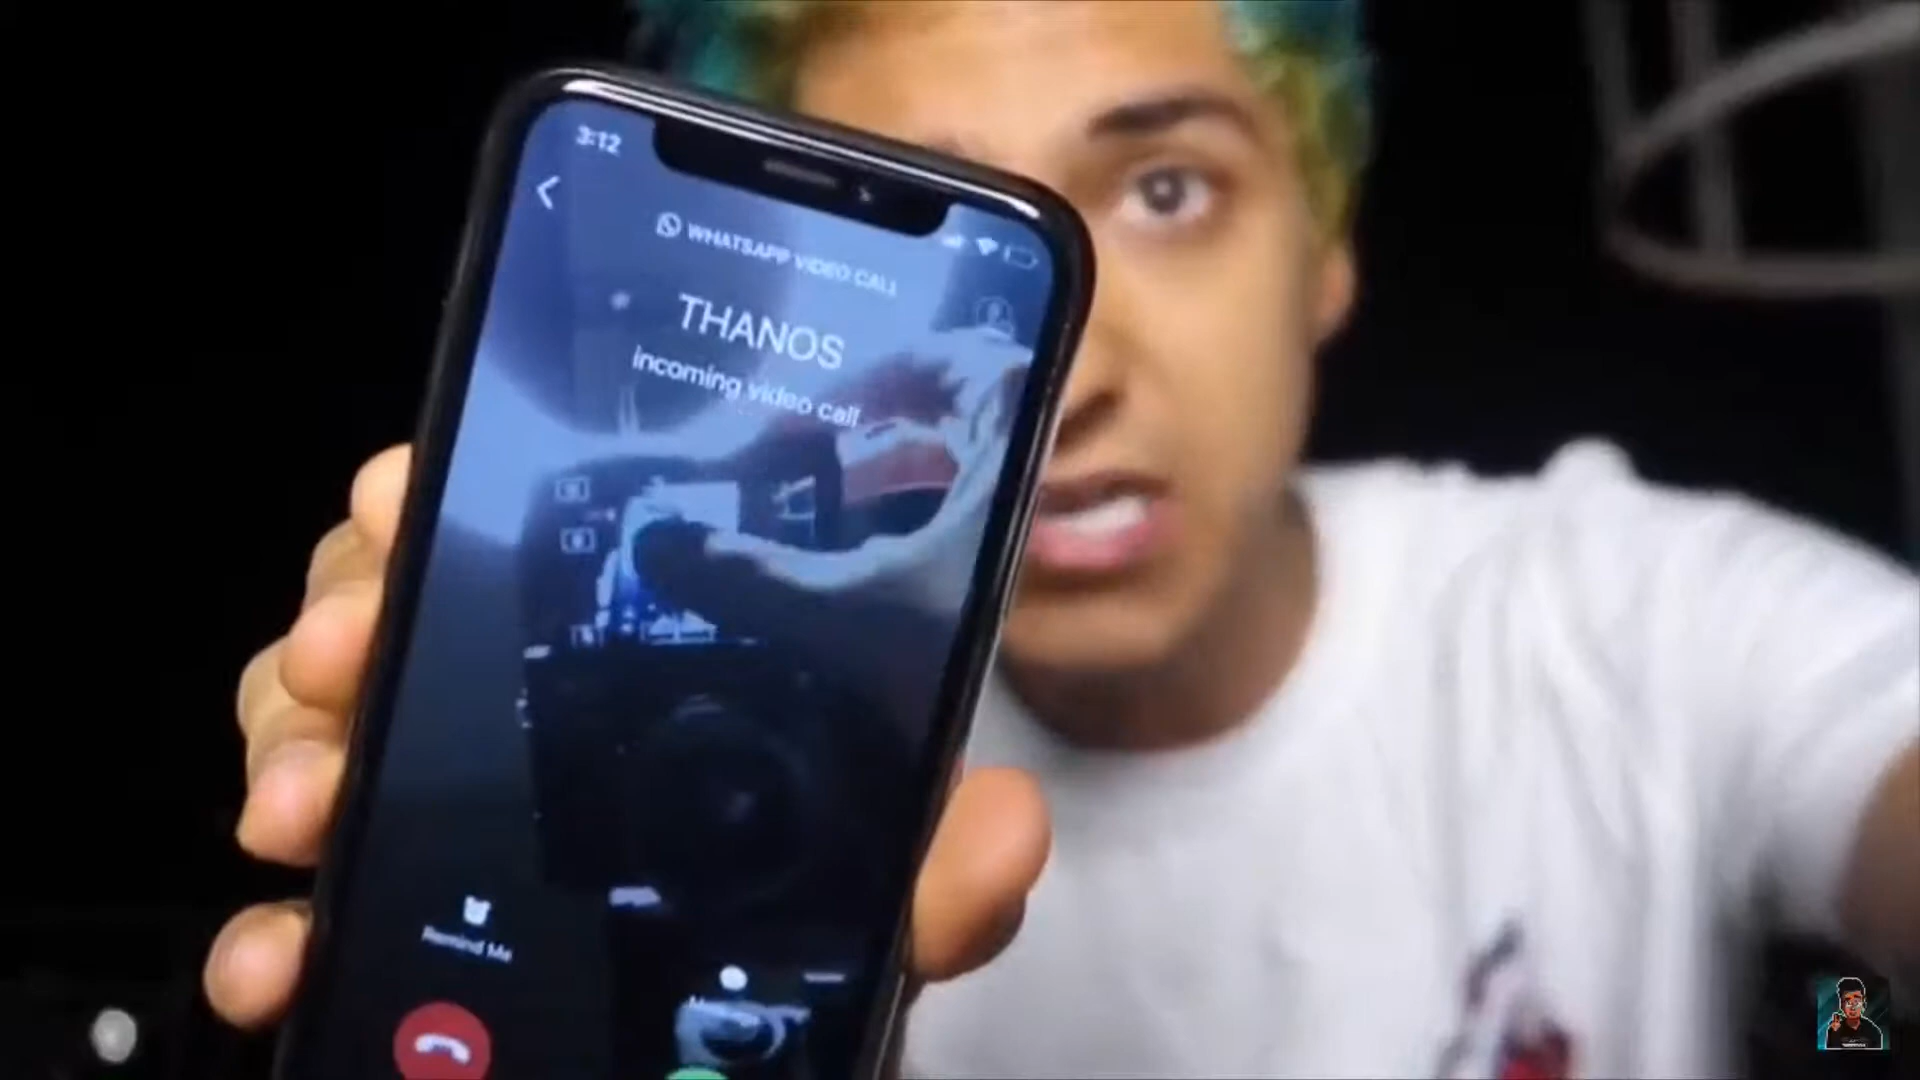 3:12
WHATSAPP VIDEO CALL
THANOS
incoming video call
Remind Me